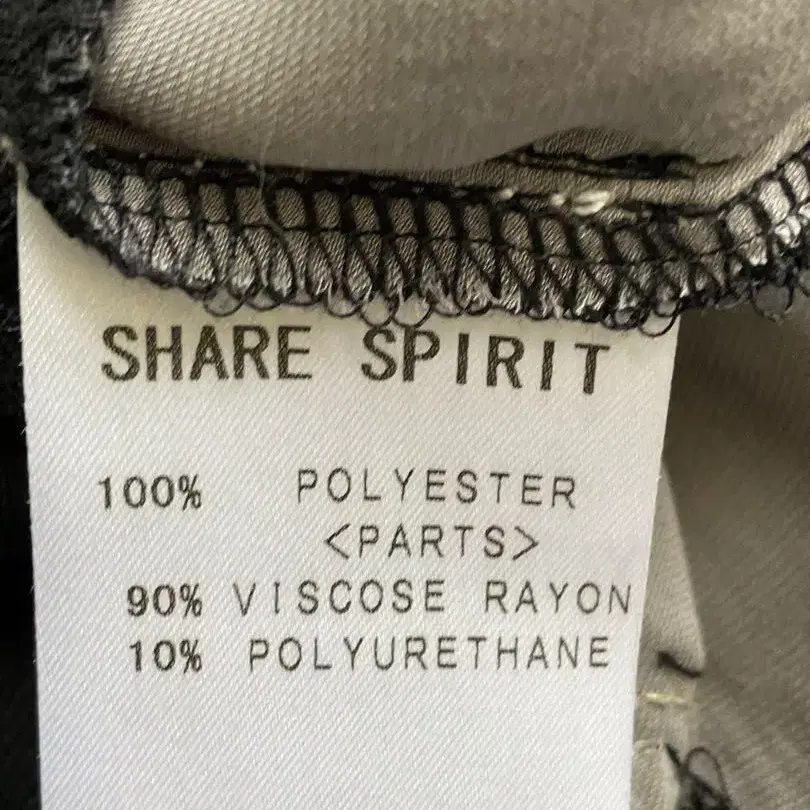 SHARE SPIRIT
100% POLYESTER
<PARTS>
90% VISCOSE RAYON
10% POLYURETHANE